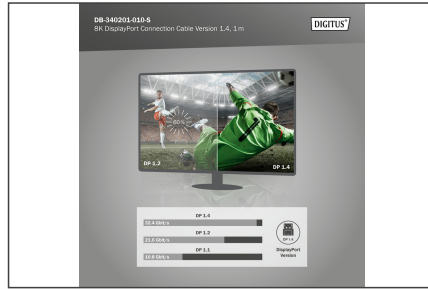 DB-340201-010-S
8K DisplayPort Connection Cable Version 1.4, 1m
DIGITUS®
60%
DP 1.2
DP 1.4
DP 1.4
32.4 Gbit/s
DP 1.2
21.6 Gbit/s
DP 1.1
10.8 Gbit/s
DP 1.4
DisplayPort
Version